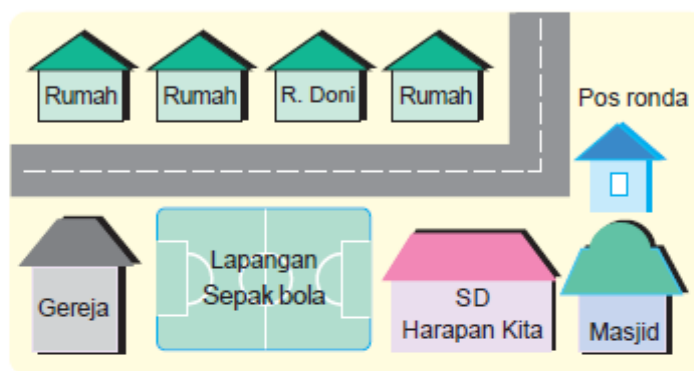 Rumah
Rumah
R. Doni
Rumah
Pos ronda
Gereja
Lapangan
Sepak bola
SD
Harapan Kita
Masjid